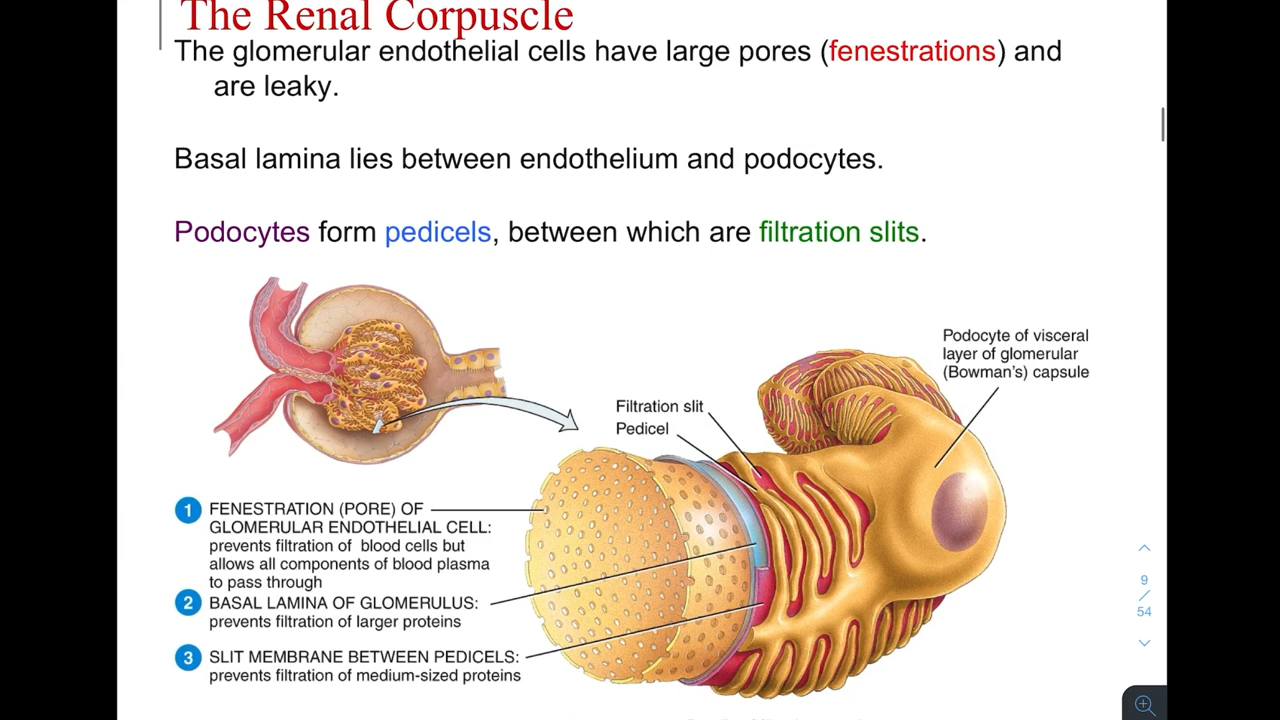 The Renal Corpuscle
The glomerular endothelial cells have large pores (fenestrations) and
are leaky.
Basal lamina lies between endothelium and podocytes.
Podocytes form pedicels, between which are filtration slits.
Podocyte of visceral
layer of glomerular
(Bowman's) capsule
Filtration slit
Pedicel
1 FENESTRATION (PORE) OF
GLOMERULAR ENDOTHELIAL CELL:
prevents filtration of blood cells but
allows all components of blood plasma
to pass through
2 BASAL LAMINA OF GLOMERULUS:
prevents filtration of larger proteins
3 SLIT MEMBRANE BETWEEN PEDICELS:
prevents filtration of medium-sized proteins
9
/
54